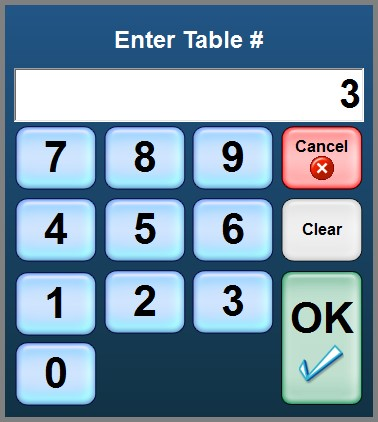 Enter Table #
3
7 8 9 Cancel
4 5 6 Clear
1 2 3 OK
0